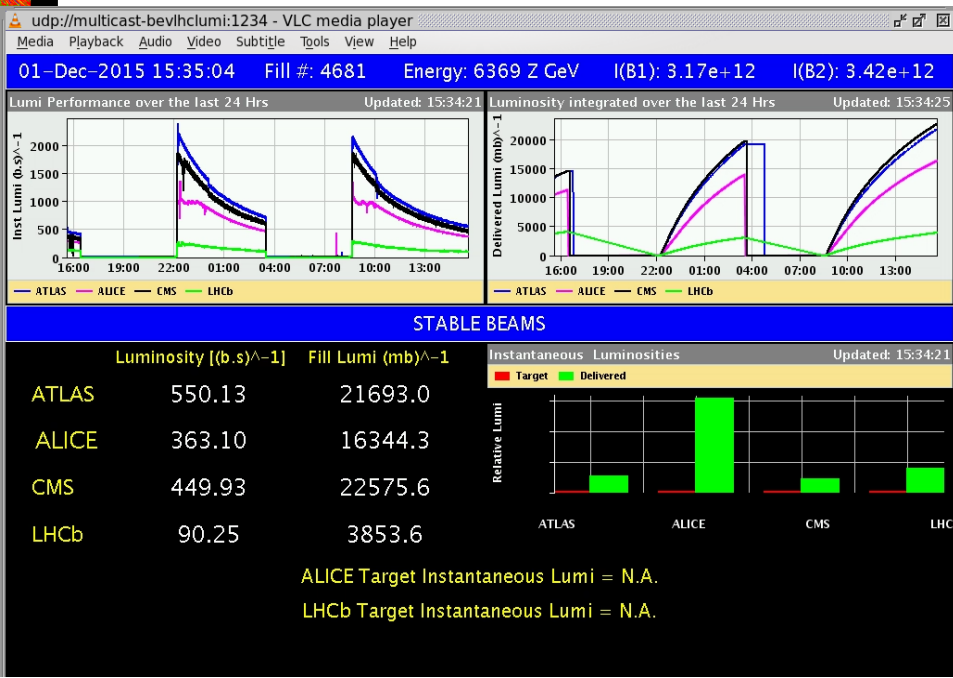 udp://multicast-bevlhclumi:1234 - VLC media player
Media Playback Audio Video Subtitle Tools View Help
01-Dec-2015 15:35:04 Fill #: 4681 Energy: 6369 Z GeV I(B1): 3.17e+12 I(B2): 3.42e+12
Lumi Performance over the last 24 Hrs Updated: 15:34:21
Inst Lumi (b.s)^-1
2000
1500
1000
500
0
16:00 19:00 22:00 01:00 04:00 07:00 10:00 13:00
ATLAS ALICE CMS LHCb
Luminosity integrated over the last 24 Hrs Updated: 15:34:25
Delivered Lumi (mb)^-1
20000
15000
10000
5000
0
16:00 19:00 22:00 01:00 04:00 07:00 10:00 13:00
ATLAS ALICE CMS LHCb
STABLE BEAMS
Luminosity [(b.s)^-1] Fill Lumi (mb)^-1
ATLAS 550.13 21693.0
ALICE 363.10 16344.3
CMS 449.93 22575.6
LHCb 90.25 3853.6
Instantaneous Luminosities Updated: 15:34:21
Target Delivered
Relative Lumi
ATLAS ALICE CMS LHC
ALICE Target Instantaneous Lumi = N.A.
LHCb Target Instantaneous Lumi = N.A.